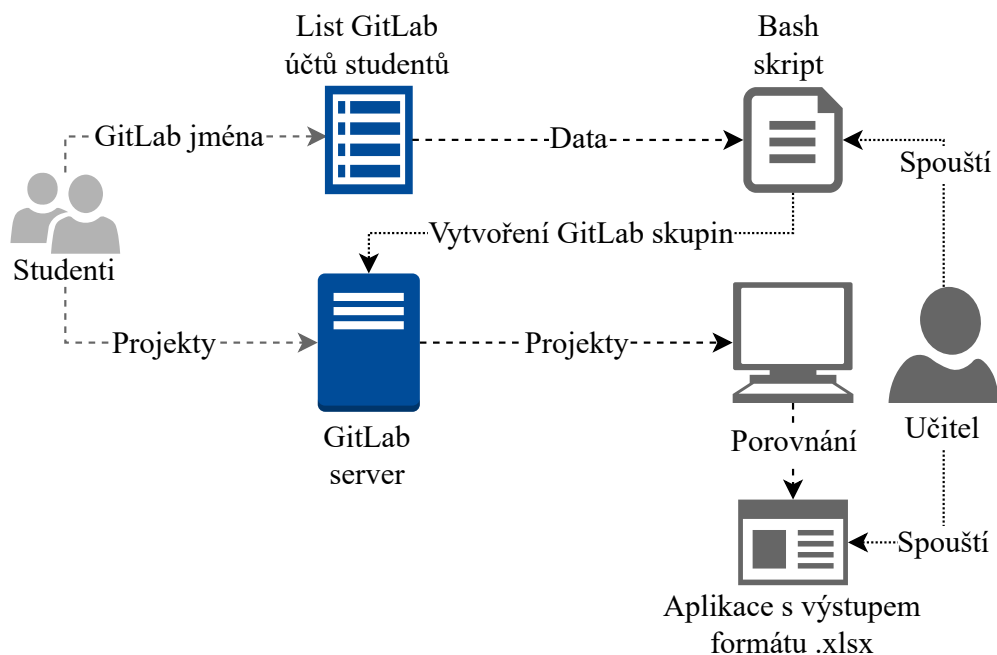 List GitLab
účtů studentů
Bash
skript
GitLab jména
Data
Spouští
Vytvoření GitLab skupin
Studenti
Projekty
Projekty
GitLab
server
Porovnání
Učitel
Spouští
Aplikace s výstupem
formátu .xlsx